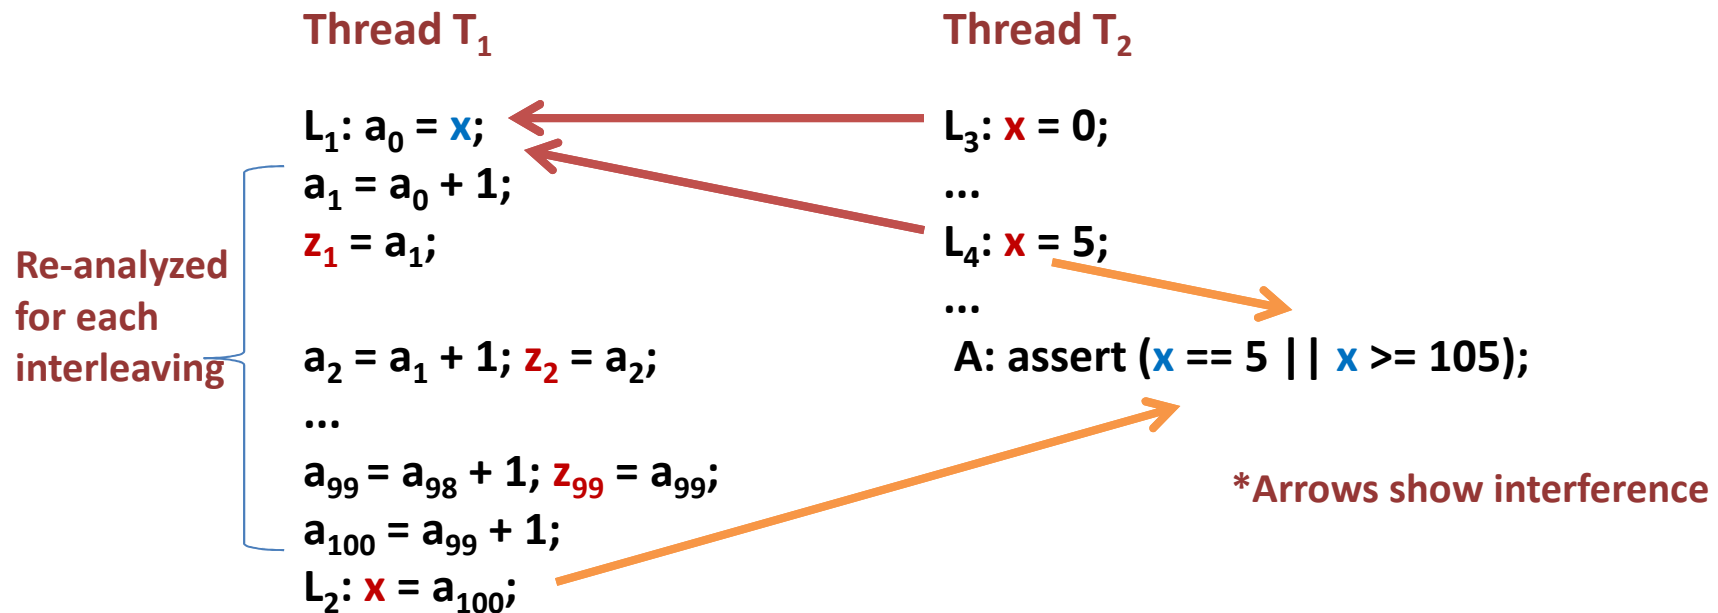 Thread T₁
L₁: a₀ = x;
a₁ = a₀ + 1;
z₁ = a₁;
a₂ = a₁ + 1; z₂ = a₂;
...
a₉₉ = a₉₈ + 1; z₉₉ = a₉₉;
a₁₀₀ = a₉₉ + 1;
L₂: x = a₁₀₀;
Re-analyzed
for each
interleaving
Thread T₂
L₃: x = 0;
...
L₄: x = 5;
...
A: assert (x == 5 || x >= 105);
*Arrows show interference